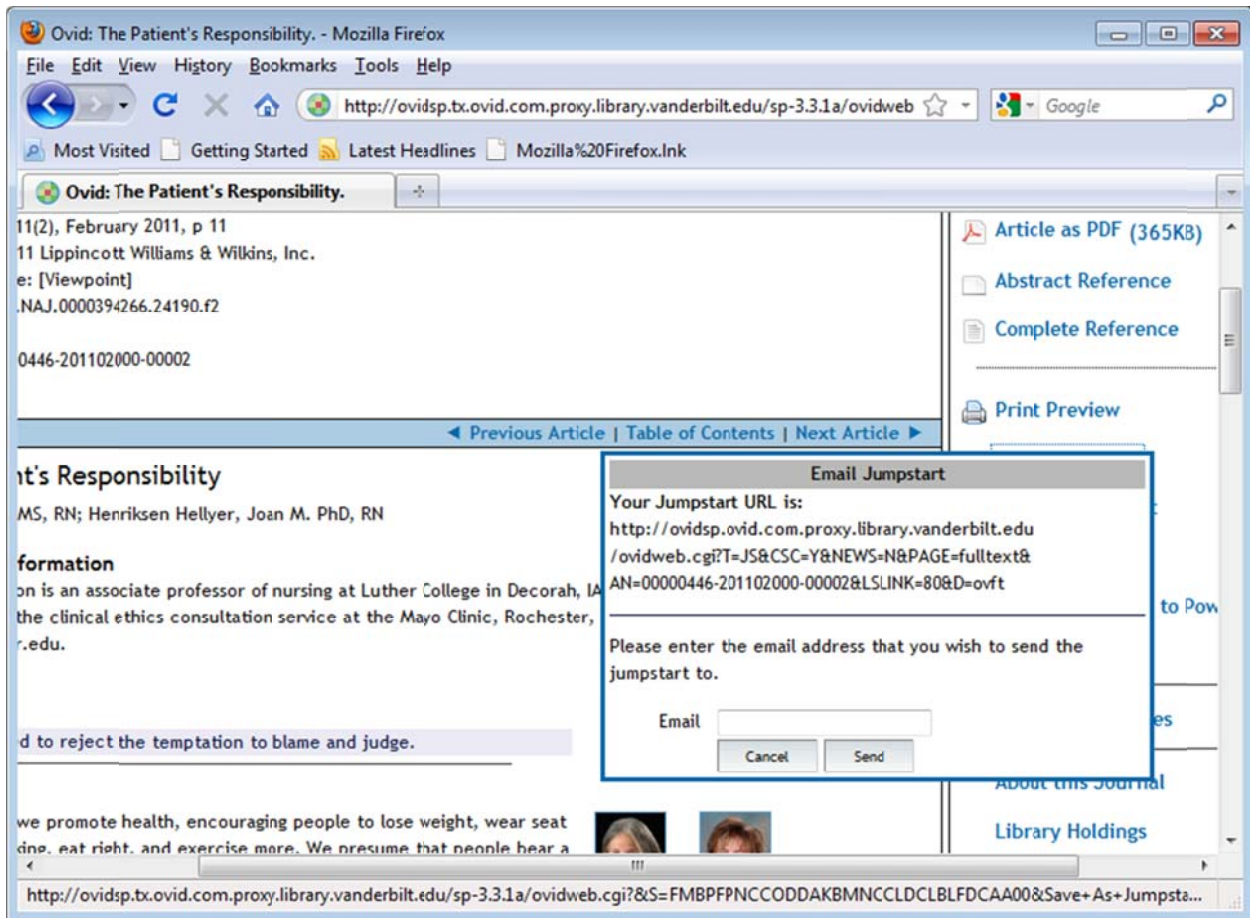 Ovid: The Patient's Responsibility. - Mozilla Firefox
File Edit View History Bookmarks Tools Help
http://ovidsp.tx.ovid.com.proxy.library.vanderbilt.edu/sp-3.3.1a/ovidweb
Google
Most Visited Getting Started Latest Headlines Mozilla%20Firefox.lnk
Ovid: The Patient's Responsibility.
11(2), February 2011, p 11
11 Lippincott Williams & Wilkins, Inc.
e: [Viewpoint]
.NAJ.0000394266.24190.f2
0446-201102000-00002
◄ Previous Article | Table of Contents | Next Article ►
nt's Responsibility
MS, RN; Henriksen Hellyer, Joan M. PhD, RN
formation
on is an associate professor of nursing at Luther College in Decorah, IA
the clinical ethics consultation service at the Mayo Clinic, Rochester,
r.edu.
d to reject the temptation to blame and judge.
we promote health, encouraging people to lose weight, wear seat
king, eat right, and exercise more. We presume that people bear a
Article as PDF (365KB)
Abstract Reference
Complete Reference
Print Preview
Email Jumpstart
Your Jumpstart URL is:
http://ovidsp.ovid.com.proxy.library.vanderbilt.edu
/ovidweb.cgi?T=JS&CSC=Y&NEWS=N&PAGE=fulltext&
AN=00000446-201102000-00002&LSLINK=80&D=ovft
Please enter the email address that you wish to send the
jumpstart to.
Email
Cancel Send
to Pow
es
About this Journal
Library Holdings
http://ovidsp.tx.ovid.com.proxy.library.vanderbilt.edu/sp-3.3.1a/ovidweb.cgi?&S=FMBPFPNCCODDAKBMNCCLDCLBLFDCAA00&Save+As+Jumpsta...